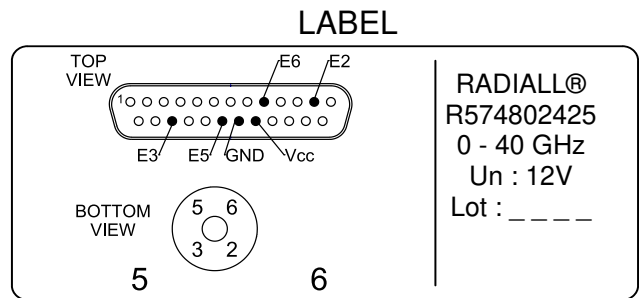 LABEL
TOP
VIEW
E6 E2
1
E3 E5 GND Vcc
BOTTOM
VIEW
5 6
3 2
5 6
RADIALL®
R574802425
0 - 40 GHz
Un : 12V
Lot : _ _ _ _